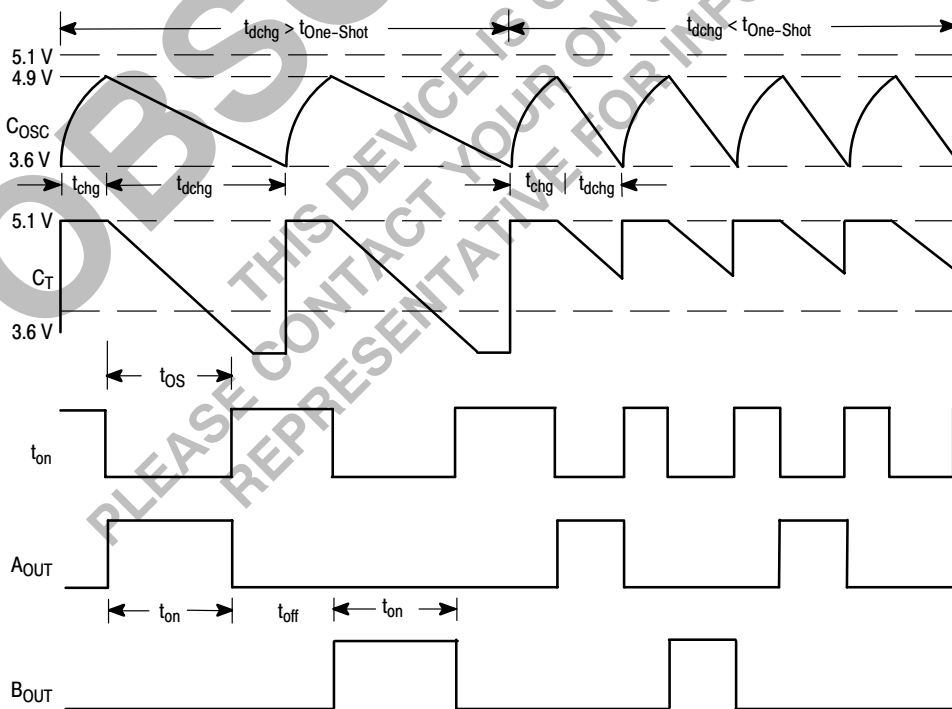 t_dchg > t_One-Shot
t_dchg < t_One-Shot
5.1 V
4.9 V
C_OSC
3.6 V
t_chg
t_dchg
t_chg
t_dchg
5.1 V
C_T
3.6 V
t_OS
t_on
A_OUT
t_on
t_off
t_on
B_OUT
THIS DEVICE IS
PLEASE CONTACT YOUR ON
REPRESENTATIVE FOR